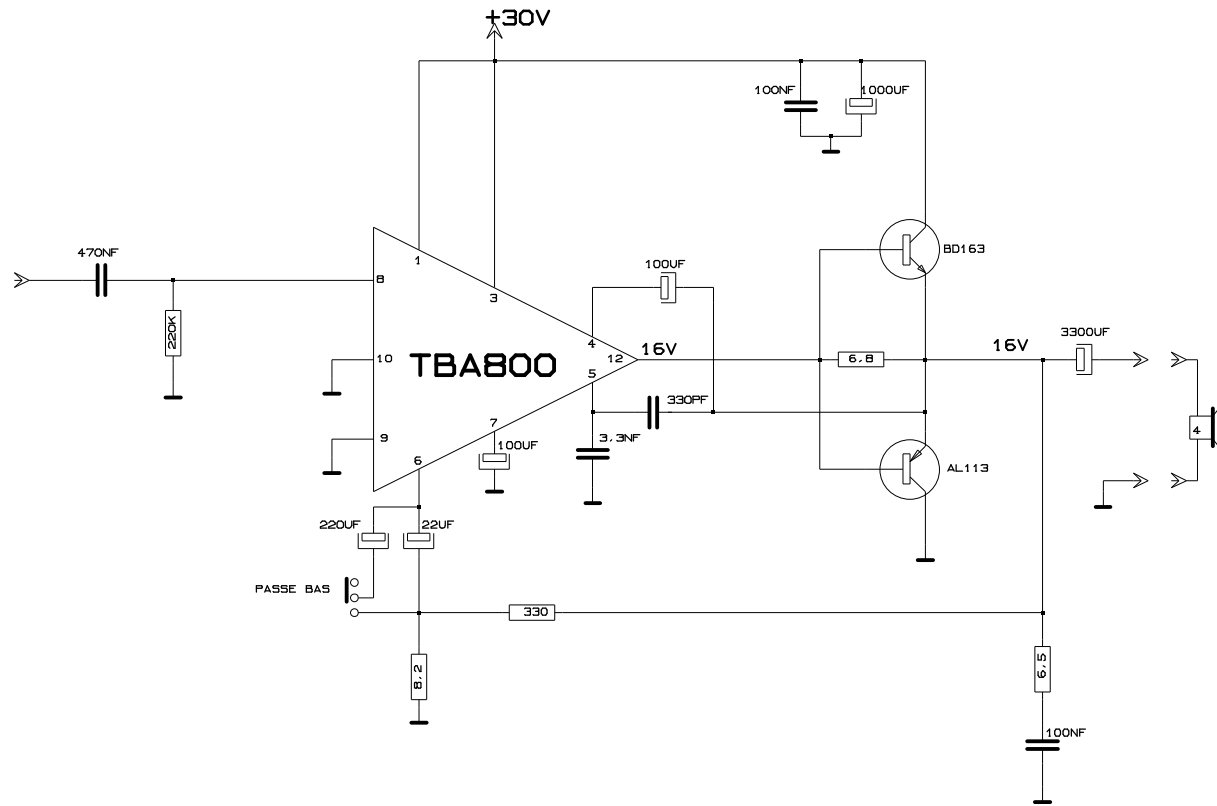 +30V
100NF
1000UF
470NF
1
BD163
8
100UF
3
220K
4
3300UF
10
TBA800
12
16V
6,8
16V
5
330PF
7
4
9
3,3NF
100UF
6
AL113
220UF
22UF
PASSE BAS
330
8,2
6,5
100NF